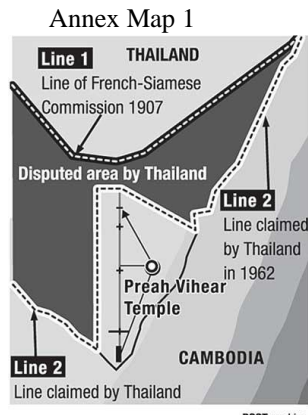 Annex Map 1
THAILAND
Line 1
Line of French-Siamese
Commission 1907
Disputed area by Thailand
Line 2
Line claimed
by Thailand
in 1962
Preah Vihear
Temple
CAMBODIA
Line 2
Line claimed by Thailand